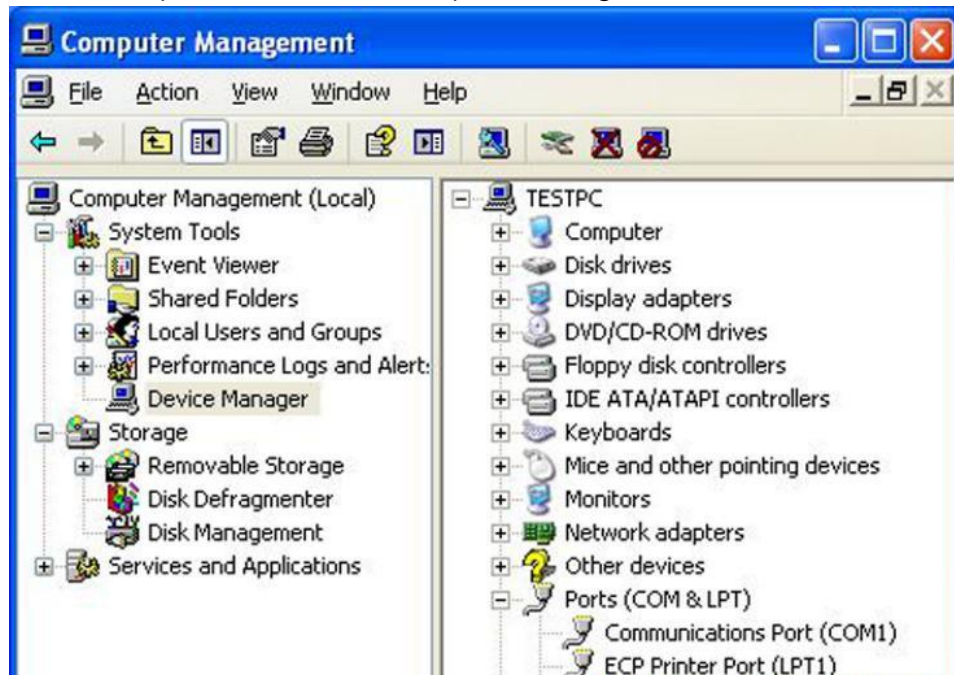 Computer Management
File Action View Window Help
Computer Management (Local)
System Tools
Event Viewer
Shared Folders
Local Users and Groups
Performance Logs and Alert
Device Manager
Storage
Removable Storage
Disk Defragmenter
Disk Management
Services and Applications
TESTPC
Computer
Disk drives
Display adapters
DVD/CD-ROM drives
Floppy disk controllers
IDE ATA/ATAPI controllers
Keyboards
Mice and other pointing devices
Monitors
Network adapters
Other devices
Ports (COM & LPT)
Communications Port (COM1)
ECP Printer Port (LPT1)